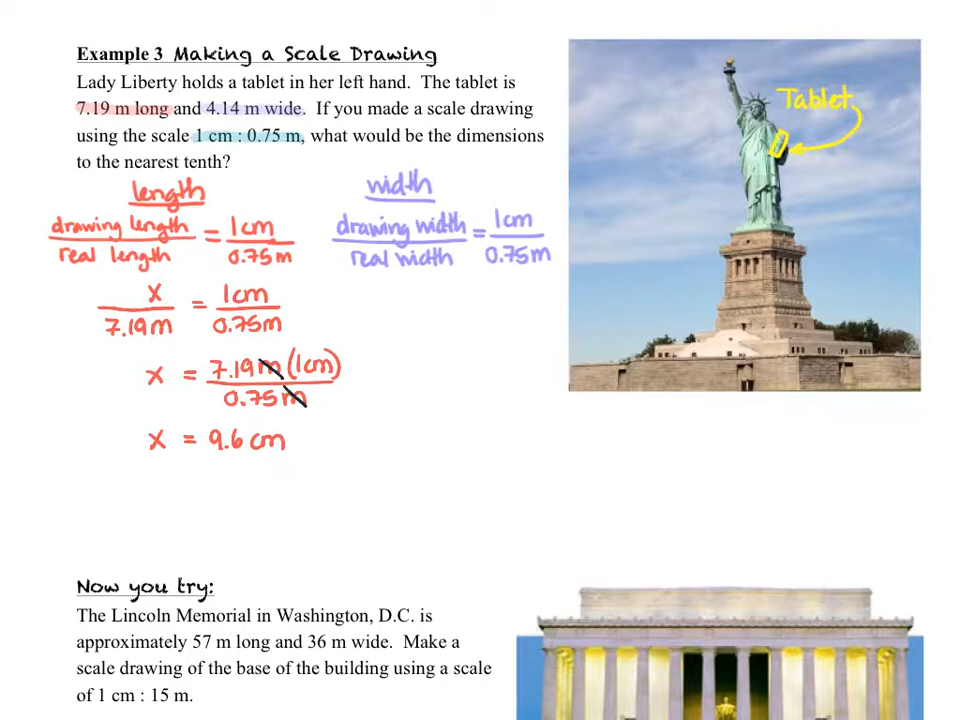 Example 3 Making a Scale Drawing
Lady Liberty holds a tablet in her left hand. The tablet is
7.19 m long and 4.14 m wide. If you made a scale drawing
using the scale 1 cm : 0.75 m, what would be the dimensions
to the nearest tenth?
Tablet
length
drawing length = 1cm
real length 0.75m
x = 1cm
7.19m 0.75m
x = 7.19m(1cm)
0.75m
x = 9.6cm
width
drawing width = 1cm
real width 0.75m
Now you try:
The Lincoln Memorial in Washington, D.C. is
approximately 57 m long and 36 m wide. Make a
scale drawing of the base of the building using a scale
of 1 cm : 15 m.